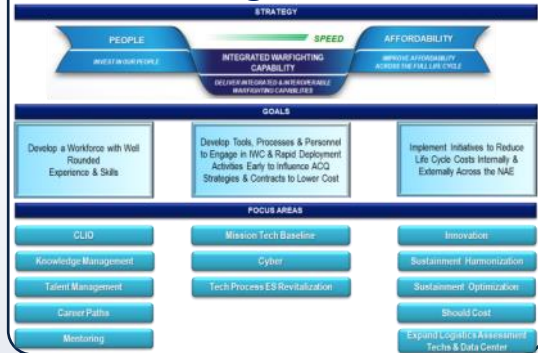 STRATEGY
PEOPLE
SPEED
AFFORDABILITY
INVEST IN OUR PEOPLE
INTEGRATED WARFIGHTING
CAPABILITY
IMPROVE AFFORDABILITY
ACROSS THE FULL LIFE CYCLE
DELIVER INTEGRATED & INTEROPERABLE
WARFIGHTING CAPABILITIES
GOALS
Develop a Workforce with Well
Rounded
Experience & Skills
Develop Tools, Processes & Personnel
to Engage in IWC & Rapid Deployment
Activities Early to Influence ACQ
Strategies & Contracts to Lower Cost
Implement Initiatives to Reduce
Life Cycle Costs Internally &
Externally Across the NAE
FOCUS AREAS
CLIO
Knowledge Management
Talent Management
Career Paths
Mentoring
Mission Tech Baseline
Cyber
Tech Process ES Revitalization
Innovation
Sustainment Harmonization
Sustainment Optimization
Should Cost
Expand Logistics Assessment
Techs & Data Center